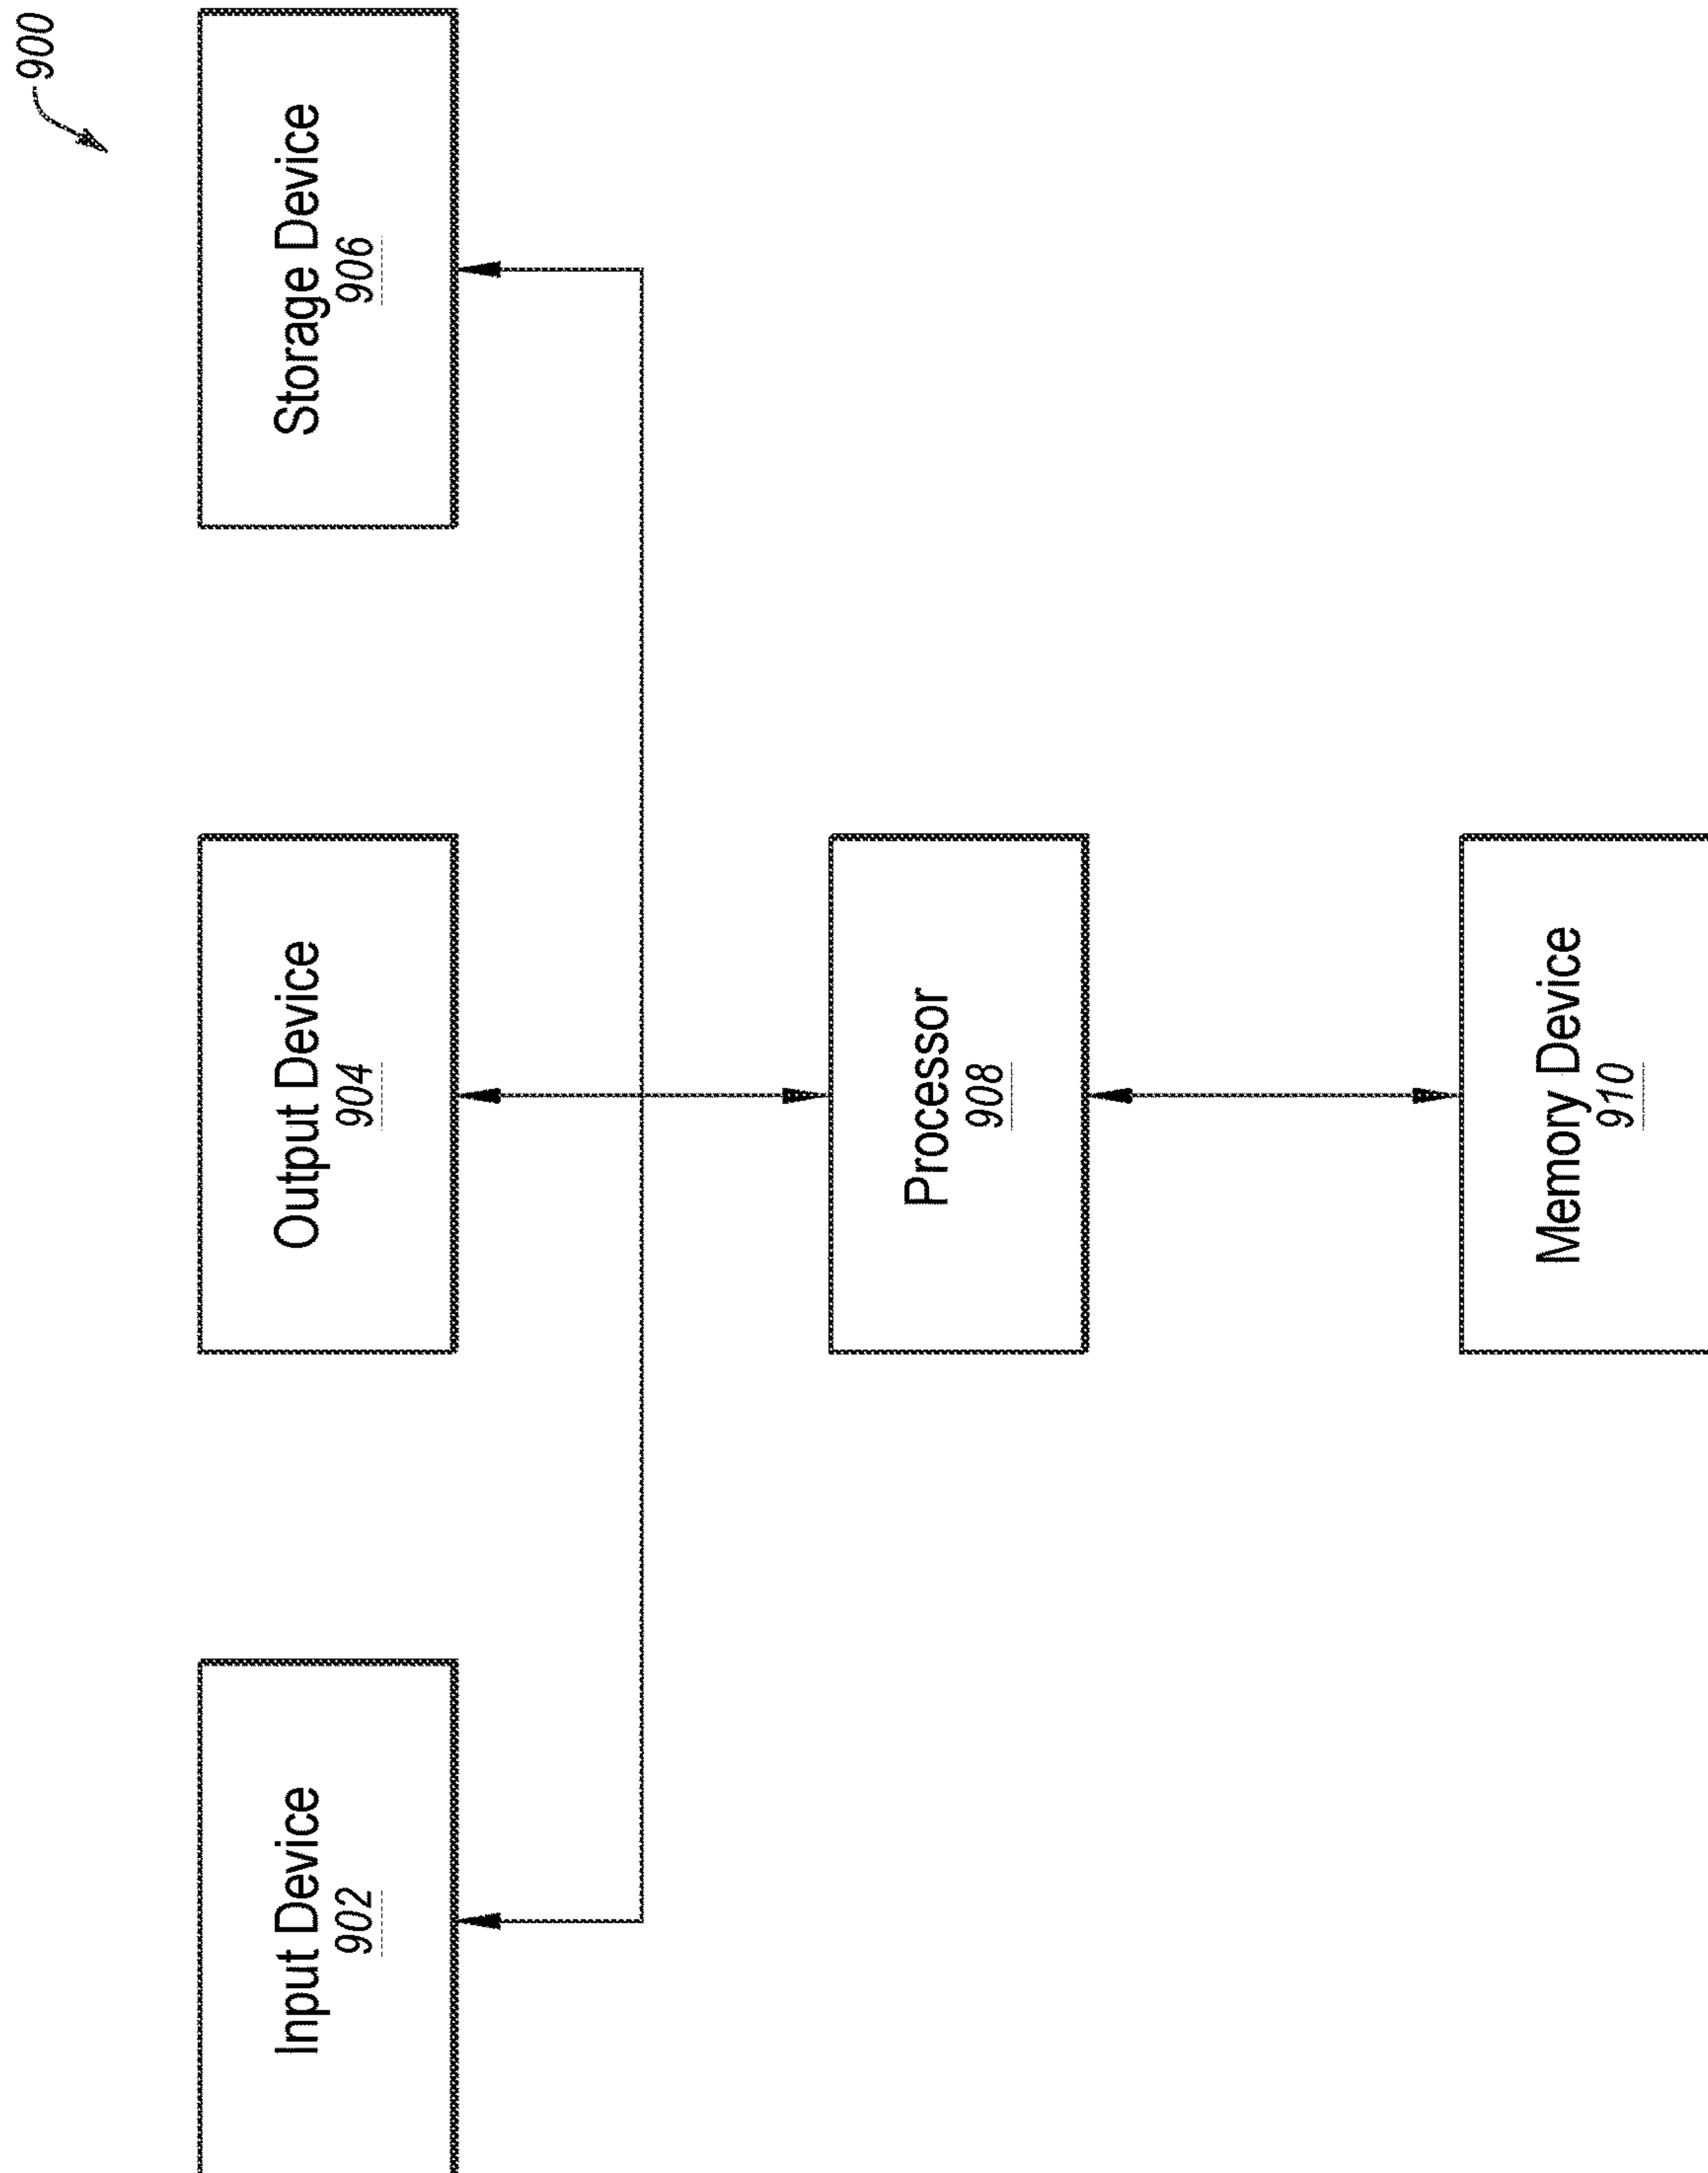 900
Input Device
902
Output Device
904
Storage Device
906
Processor
908
Memory Device
910